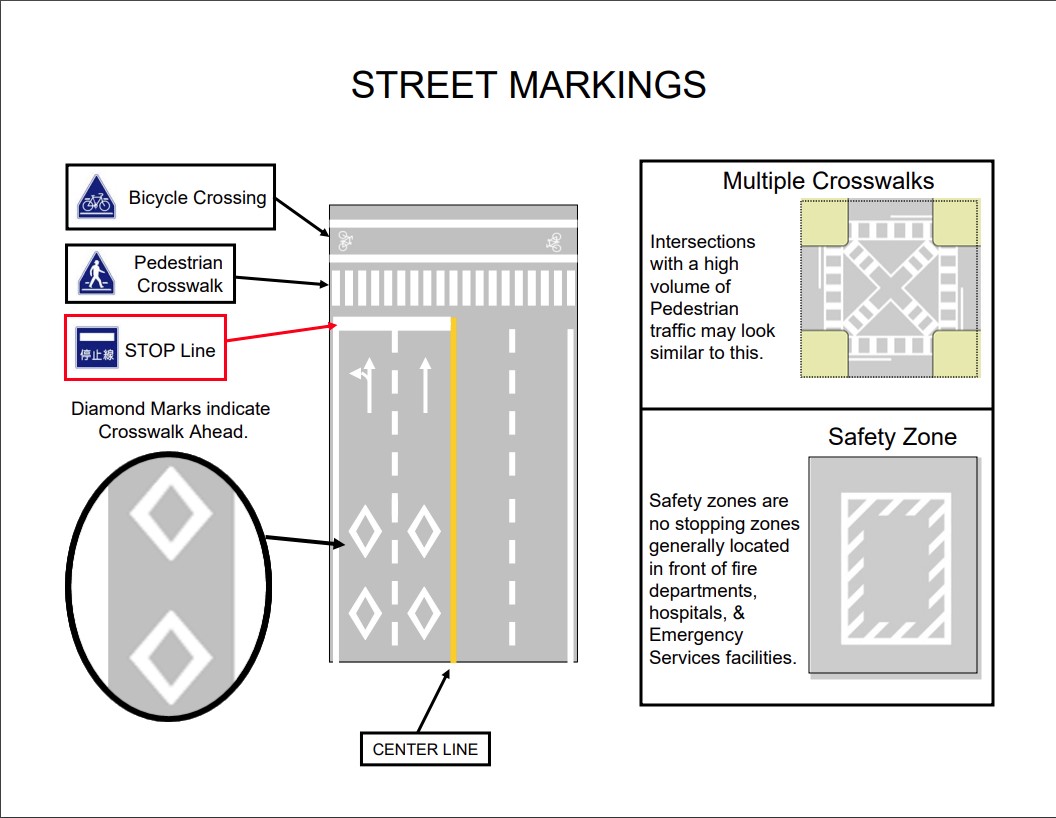 STREET MARKINGS
Bicycle Crossing
Pedestrian
Crosswalk
停止線
STOP Line
Diamond Marks indicate
Crosswalk Ahead.
CENTER LINE
Multiple Crosswalks
Intersections
with a high
volume of
Pedestrian
traffic may look
similar to this.
Safety Zone
Safety zones are
no stopping zones
generally located
in front of fire
departments,
hospitals, &
Emergency
Services facilities.